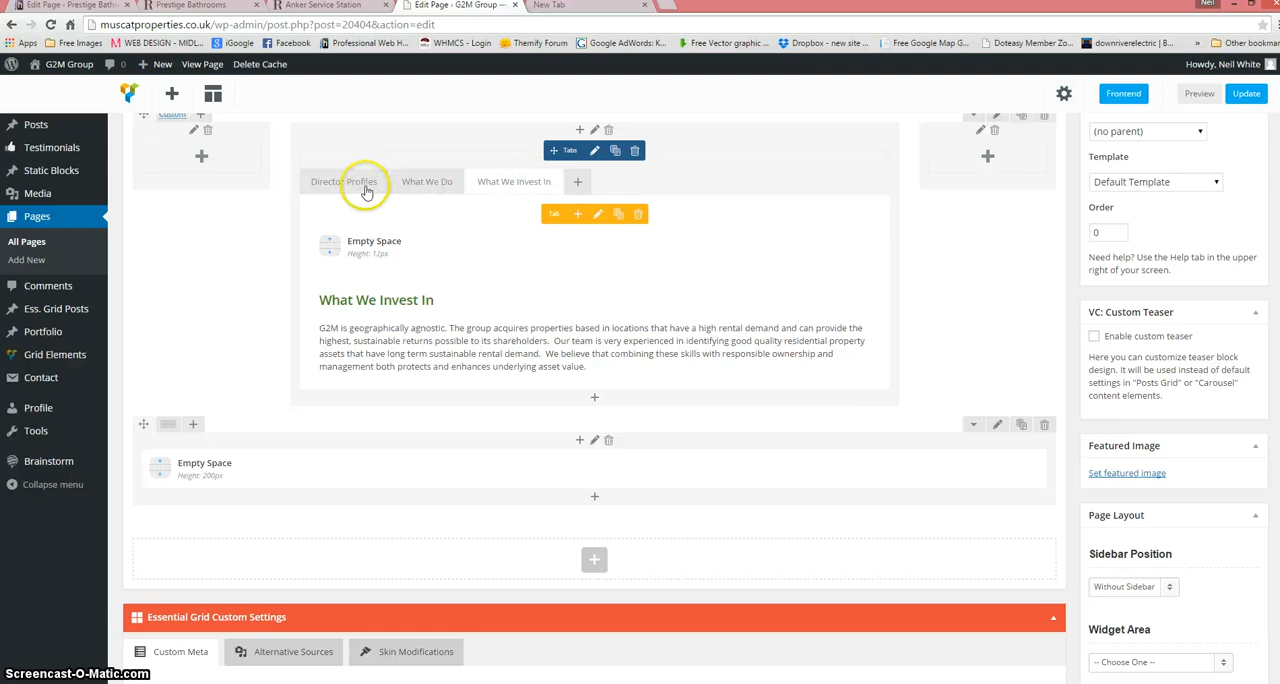 Edit Page ‹ Prestige Bathr
Prestige Bathrooms
Anker Service Station
Edit Page ‹ G2M Group —
New Tab
Neil
muscatproperties.co.uk/wp-admin/post.php?post=20404&action=edit
Apps
Free Images
WEB DESIGN - MIDL...
iGoogle
Facebook
Professional Web H...
WHMCS - Login
Themify Forum
Google AdWords: K...
Free Vector graphic ...
Dropbox - new site ...
Free Google Map G...
Doteasy Member Zo...
downriverelectric | B...
»
Other bookmar
G2M Group
0
New
View Page
Delete Cache
Howdy, Neil White
Frontend
Preview
Update
Posts
Testimonials
Static Blocks
Media
Pages
All Pages
Add New
Comments
Ess. Grid Posts
Portfolio
Grid Elements
Contact
Profile
Tools
Brainstorm
Collapse menu
Custom
Tabs
Director Profiles
What We Do
What We Invest In
Tab
Empty Space
Height: 12px
What We Invest In
G2M is geographically agnostic. The group acquires properties based in locations that have a high rental demand and can provide the
highest, sustainable returns possible to its shareholders.  Our team is very experienced in identifying good quality residential property
assets that have long term sustainable rental demand.  We believe that combining these skills with responsible ownership and
management both protects and enhances underlying asset value.
Empty Space
Height: 200px
Essential Grid Custom Settings
Custom Meta
Alternative Sources
Skin Modifications
(no parent)
Template
Default Template
Order
0
Need help? Use the Help tab in the upper
right of your screen.
VC: Custom Teaser
Enable custom teaser
Here you can customize teaser block
design. It will be used instead of default
settings in "Posts Grid" or "Carousel"
content elements.
Featured Image
Set featured image
Page Layout
Sidebar Position
Without Sidebar
Widget Area
-- Choose One --
Screencast-O-Matic.com